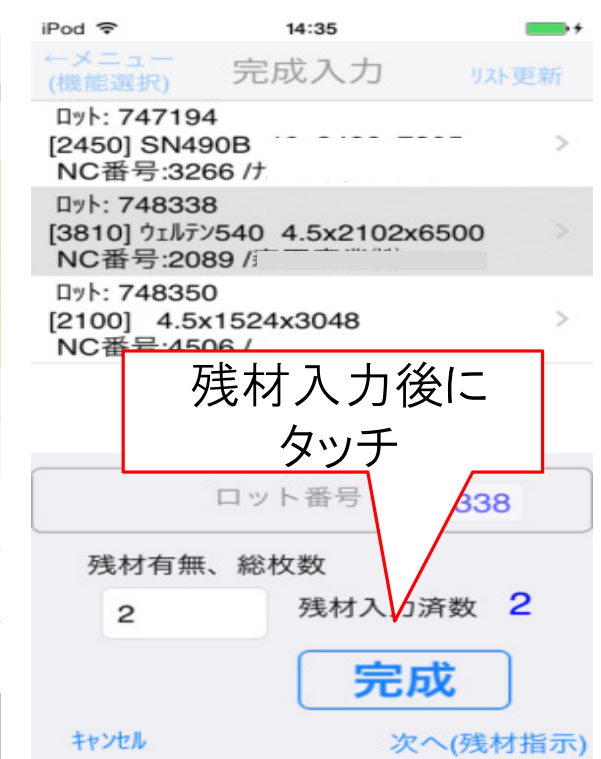 iPod 14:35
←メニュー
(機能選択) 完成入力 リスト更新
ロット: 747194
[2450] SN490B
NC番号:3266 /ナ
ロット: 748338
[3810] ウェルテン540 4.5x2102x6500
NC番号:2089 /
ロット: 748350
[2100] 4.5x1524x3048
NC番号:4506 /
残材入力後に
タッチ
ロット番号 338
残材有無、総枚数
2 残材入力済数 2
完成
キャンセル 次へ(残材指示)